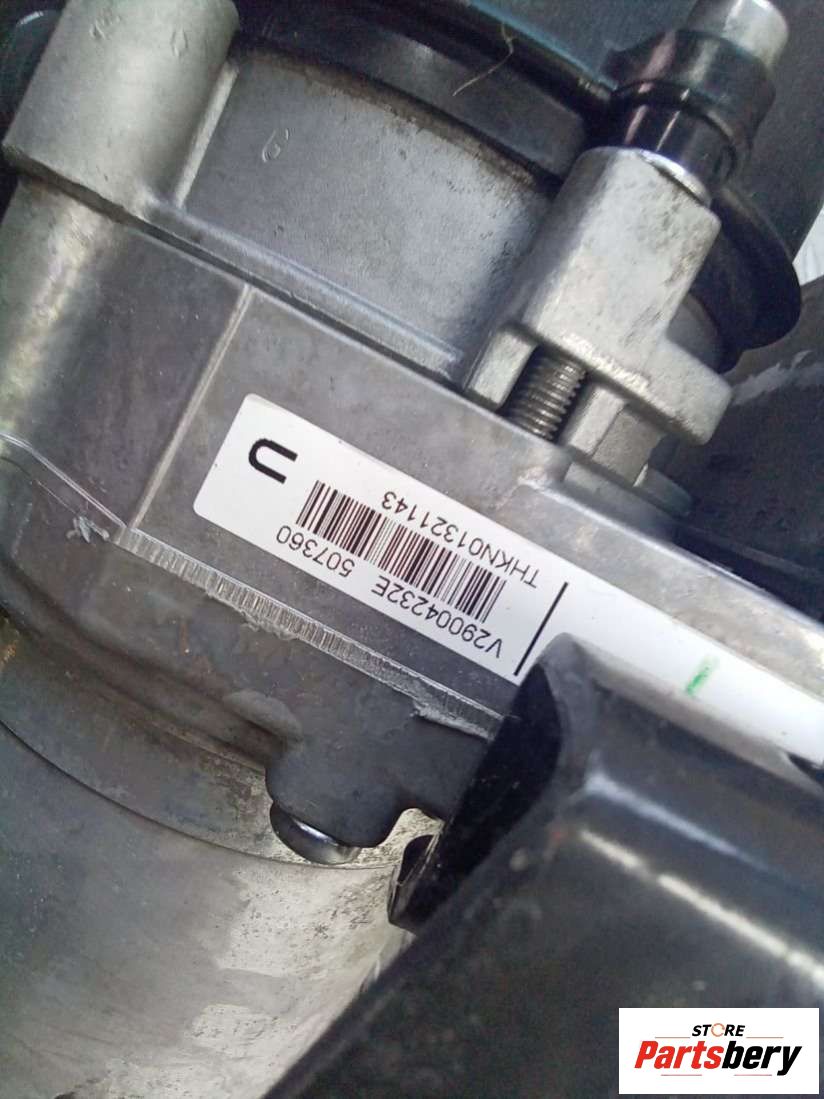 G
V29004232E 507360
THKN01321143
U
STORE
Partsbery